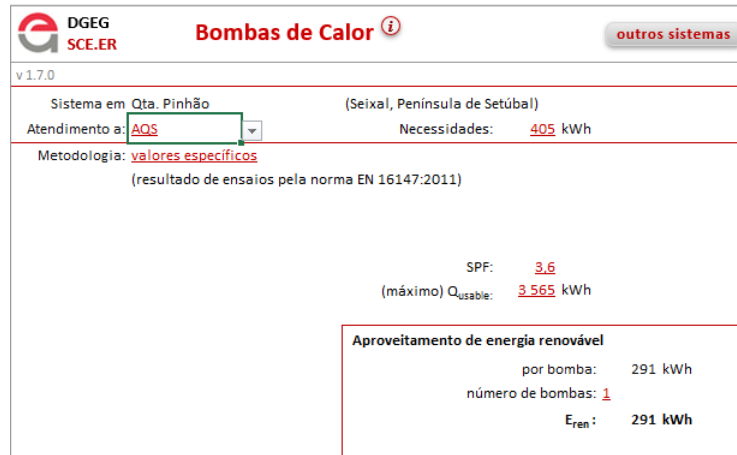 DGEG
SCE.ER
Bombas de Calor i
outros sistemas
v 1.7.0
Sistema em Qta. Pinhão (Seixal, Península de Setúbal)
Atendimento a: AQS Necessidades: 405 kWh
Metodologia: valores específicos
(resultado de ensaios pela norma EN 16147:2011)
SPF: 3,6
(máximo) Qusable: 3 565 kWh
Aproveitamento de energia renovável
por bomba: 291 kWh
número de bombas: 1
Eren : 291 kWh